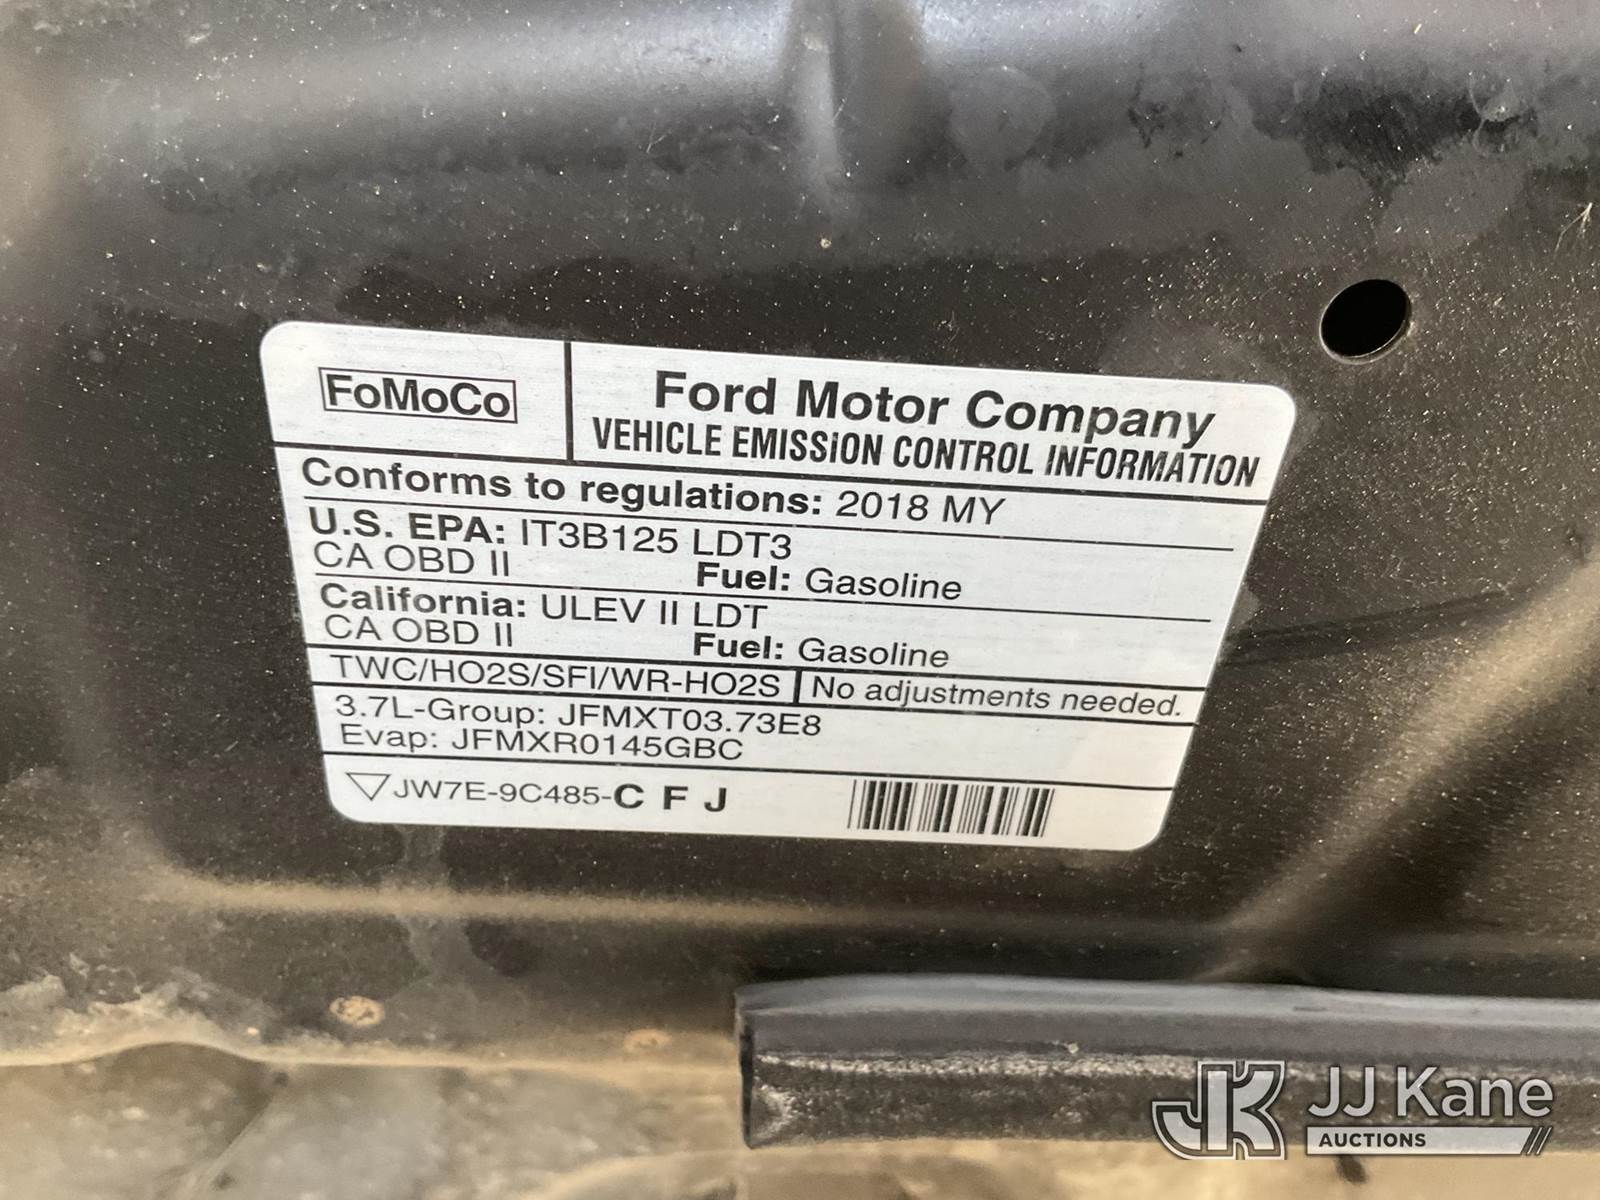 FoMoCo
Ford Motor Company
VEHICLE EMISSION CONTROL INFORMATION
Conforms to regulations: 2018 MY
U.S. EPA: IT3B125 LDT3
CA OBD II Fuel: Gasoline
California: ULEV II LDT
CA OBD II Fuel: Gasoline
TWC/HO2S/SFI/WR-HO2S No adjustments needed.
3.7L-Group: JFMXT03.73E8
Evap: JFMXR0145GBC
JW7E-9C485-C F J
JK JJ Kane
AUCTIONS